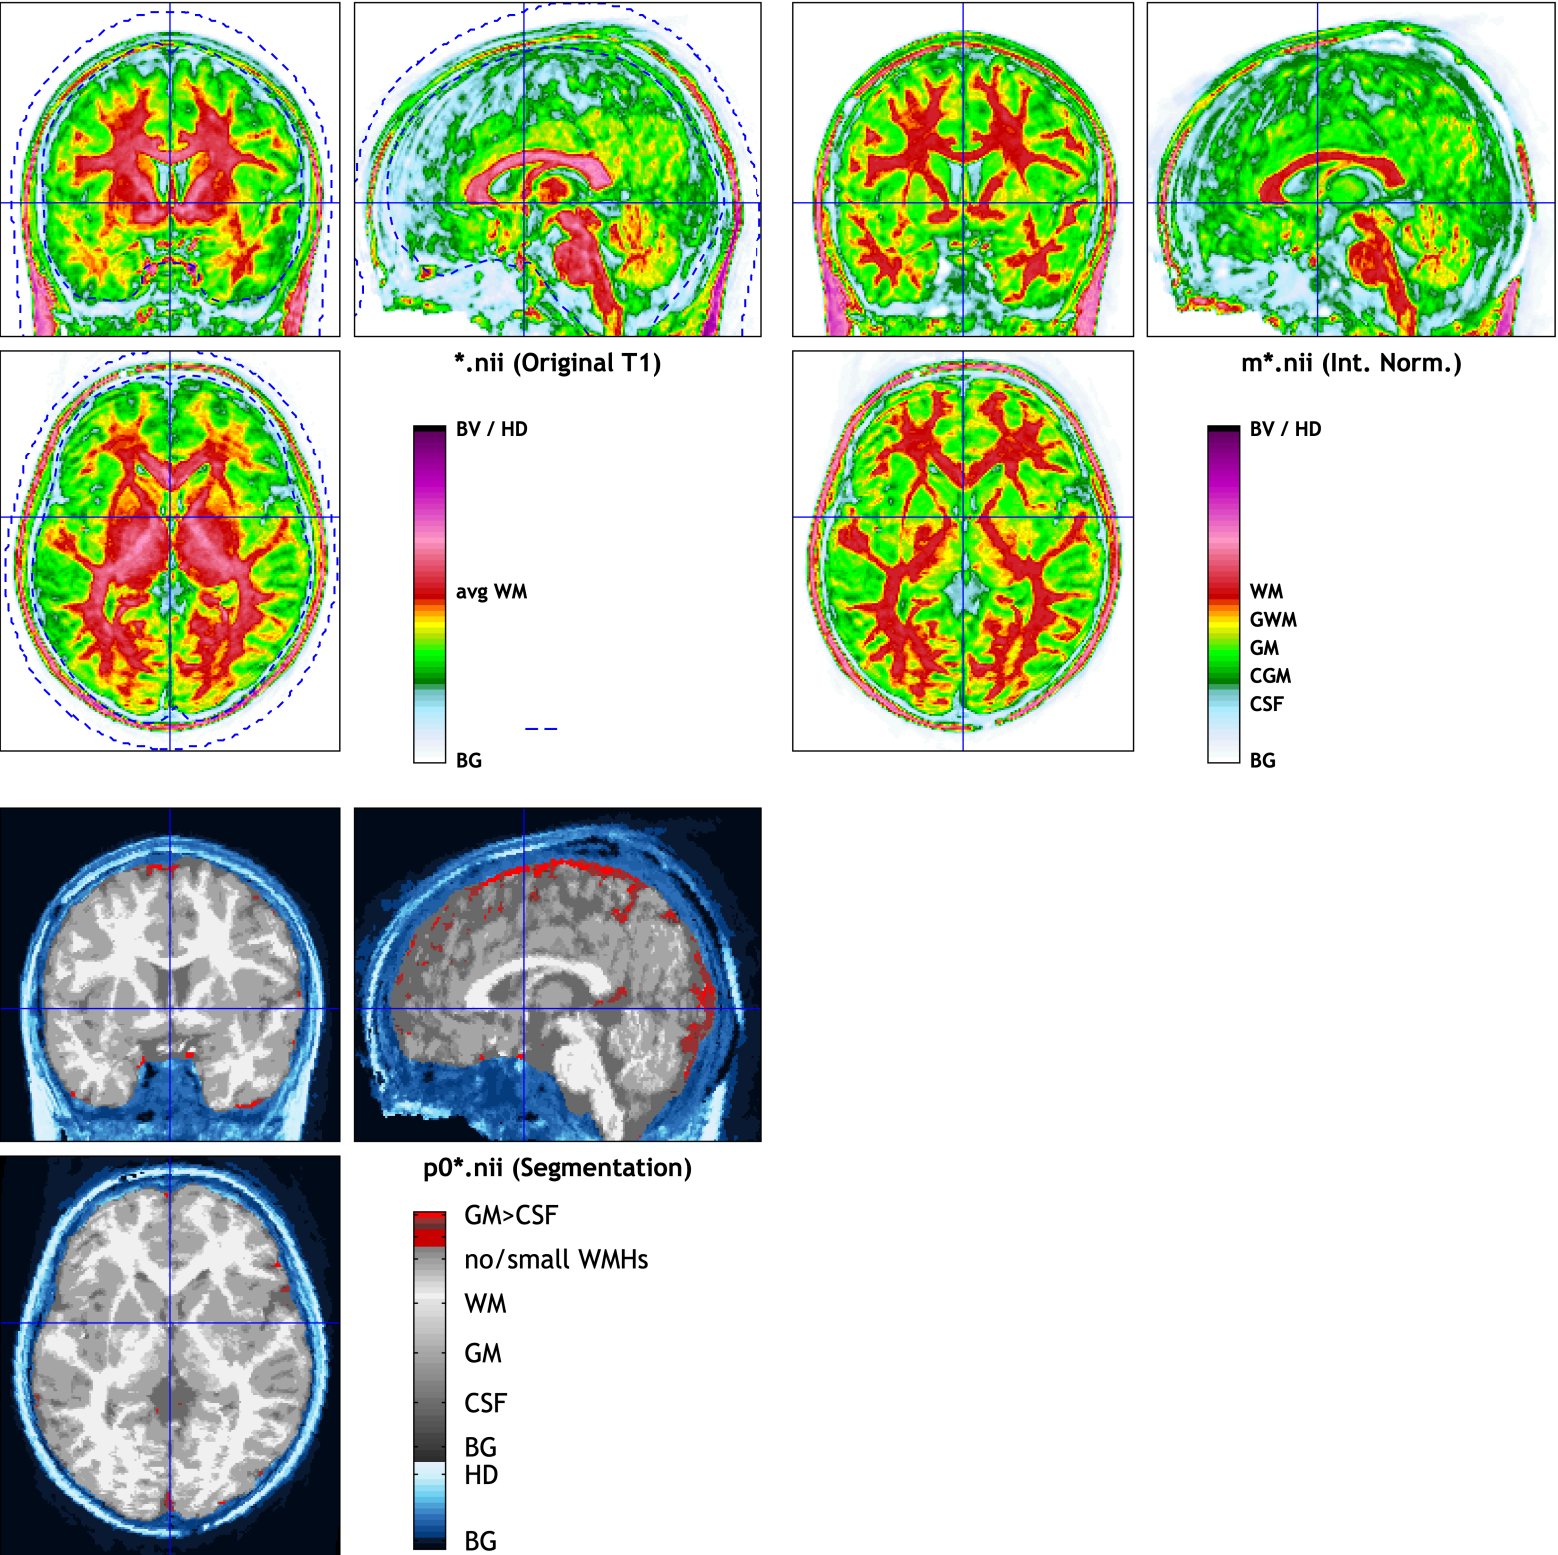 *.nii (Original T1)
BV / HD
avg WM
BG
m*.nii (Int. Norm.)
BV / HD
WM
GWM
GM
CGM
CSF
BG
p0*.nii (Segmentation)
GM>CSF
no/small WMHs
WM
GM
CSF
BG
HD
BG